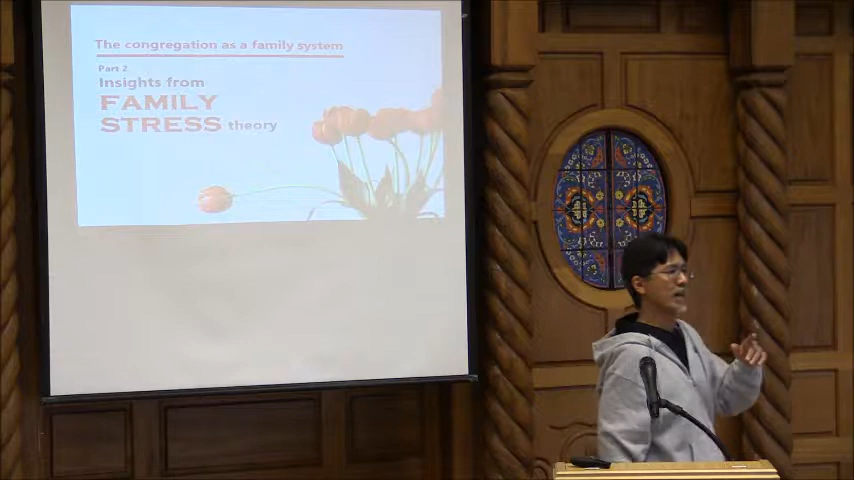 The congregation as a family system
Part 2
Insights from
FAMILY
STRESS theory